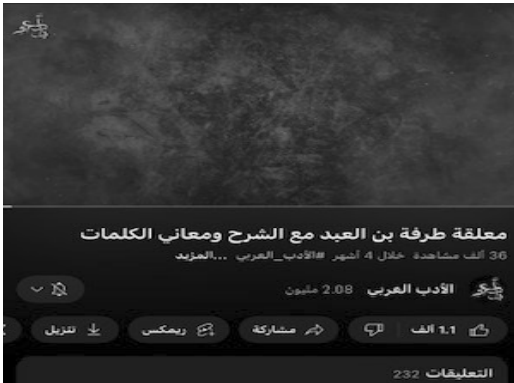 معلقة طرفة بن العبد مع الشرح ومعاني الكلمات
36 ألف مشاهدة خلال 4 أشهر #الأدب_العربي ...المزيد
الأدب العربي 2.08 مليون
1.1 ألف مشاركة ريمكس تنزيل
التعليقات 232